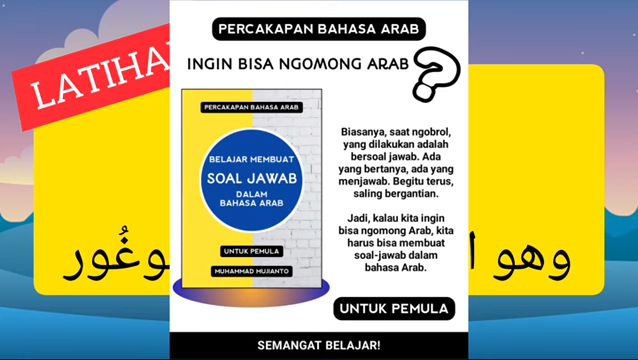 LATIHA
PERCAKAPAN BAHASA ARAB
INGIN BISA NGOMONG ARAB
?
PERCAKAPAN BAHASA ARAB
BELAJAR MEMBUAT
SOAL JAWAB
DALAM
BAHASA ARAB
UNTUK PEMULA
MUHAMMAD MUJIANTO
Biasanya, saat ngobrol,
yang dilakukan adalah
bersoal jawab. Ada
yang bertanya, ada yang
menjawab. Begitu terus,
saling bergantian.
Jadi, kalau kita ingin
bisa ngomong Arab, kita
harus bisa membuat
soal-jawab dalam
bahasa Arab.
UNTUK PEMULA
SEMANGAT BELAJAR!
وهو